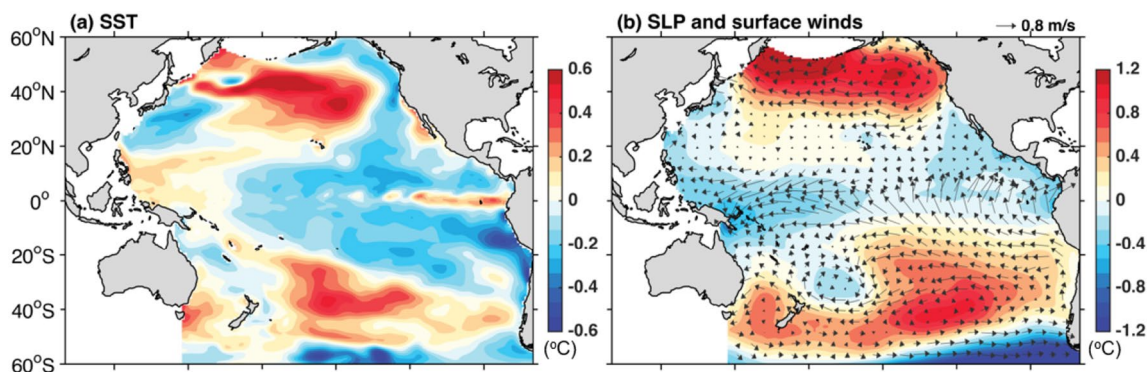 (a) SST
(b) SLP and surface winds
0.8 m/s
60°N
40°N
20°N
0°
20°S
40°S
60°S
0.6
0.4
0.2
0
-0.2
-0.4
-0.6
(°C)
1.2
0.8
0.4
0
-0.4
-0.8
-1.2
(°C)